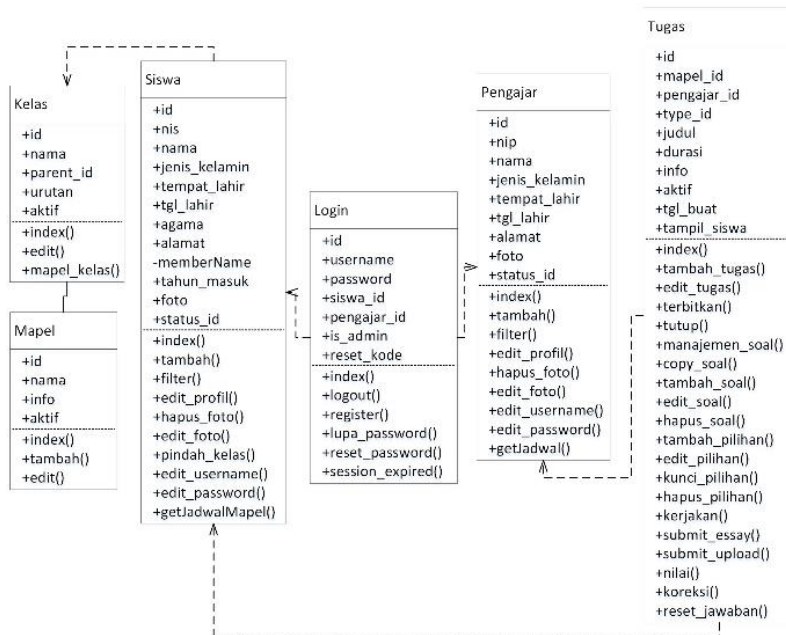 Kelas
+id
+nama
+parent_id
+urutan
+aktif
+index()
+edit()
+mapel_kelas()
Mapel
+id
+nama
+info
+aktif
+index()
+tambah()
+edit()
Siswa
+id
+nis
+nama
+jenis_kelamin
+tempat_lahir
+tgl_lahir
+agama
+alamat
-memberName
+tahun_masuk
+foto
+status_id
+index()
+tambah()
+filter()
+edit_profil()
+hapus_foto()
+edit_foto()
+pindah_kelas()
+edit_username()
+edit_password()
+getJadwalMapel()
Login
+id
+username
+password
+siswa_id
+pengajar_id
+is_admin
+reset_kode
+index()
+logout()
+register()
+lupa_password()
+reset_password()
+session_expired()
Pengajar
+id
+nip
+nama
+jenis_kelamin
+tempat_lahir
+tgl_lahir
+alamat
+foto
+status_id
+index()
+tambah()
+filter()
+edit_profil()
+hapus_foto()
+edit_foto()
+edit_username()
+edit_password()
+getJadwal()
Tugas
+id
+mapel_id
+pengajar_id
+type_id
+judul
+durasi
+info
+aktif
+tgl_buat
+tampil_siswa
+index()
+tambah_tugas()
+edit_tugas()
+terbitkan()
+tutup()
+manajemen_soal()
+copy_soal()
+tambah_soal()
+edit_soal()
+hapus_soal()
+tambah_pilihan()
+edit_pilihan()
+kunci_pilihan()
+hapus_pilihan()
+kerjakan()
+submit_essay()
+submit_upload()
+nilai()
+koreksi()
+reset_jawaban()